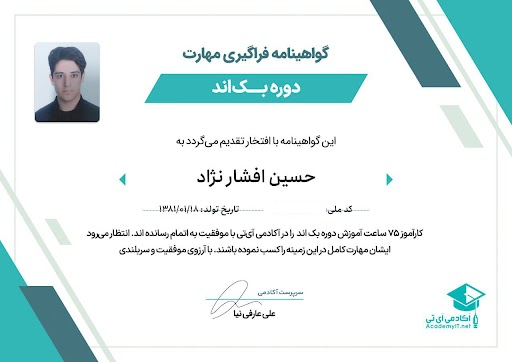 گواهینامه فراگیری مهارت
دوره بک‌اند
این گواهینامه با افتخار تقدیم می‌گردد به
حسین افشار نژاد
کد ملی: تاریخ تولد: ۱۳۸۱/۰۱/۱۸
کارآموز ۷۵ ساعت آموزش دوره بک اند را در آکادمی آی‌تی با موفقیت به اتمام رسانده اند. انتظار می‌رود
ایشان مهارت کامل در این زمینه را کسب نموده باشند. با آرزوی موفقیت و سربلندی
سرپرست آکادمی
علی عارفی نیا
آکادمی آی تی
AcademyIT.net